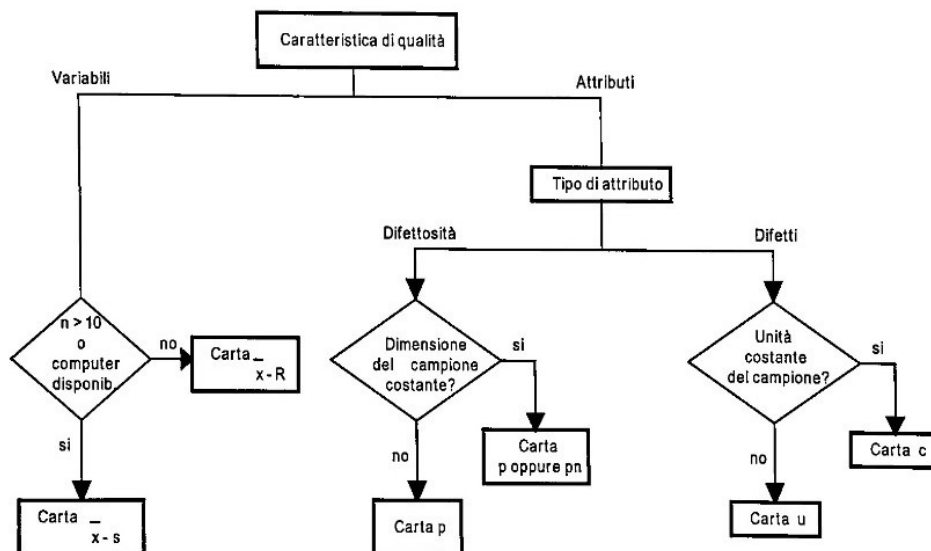 Caratteristica di qualità
Variabili
Attributi
Tipo di attributo
Difettosità
Difetti
n > 10
o
computer
disponib.
no
Carta _
x - R
si
Carta _
x - s
Dimensione
del campione
costante?
si
Carta
p oppure pn
no
Carta p
Unità
costante
del campione?
si
Carta c
no
Carta u